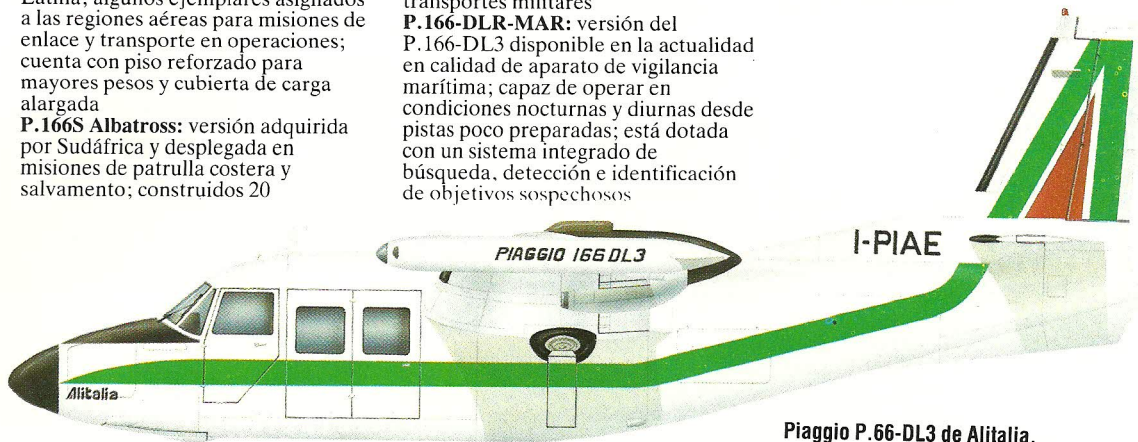 Latina; algunos ejemplares asignados
a las regiones aéreas para misiones de
enlace y transporte en operaciones;
cuenta con piso reforzado para
mayores pesos y cubierta de carga
alargada
P.166S Albatross: versión adquirida
por Sudáfrica y desplegada en
misiones de patrulla costera y
salvamento; construidos 20
transportes militares
P.166-DLR-MAR: versión del
P.166-DL3 disponible en la actualidad
en calidad de aparato de vigilancia
marítima; capaz de operar en
condiciones nocturnas y diurnas desde
pistas poco preparadas; está dotada
con un sistema integrado de
búsqueda, detección e identificación
de objetivos sospechosos
PIAGGIO 166 DL3
I-PIAE
Alitalia
Piaggio P.66-DL3 de Alitalia.